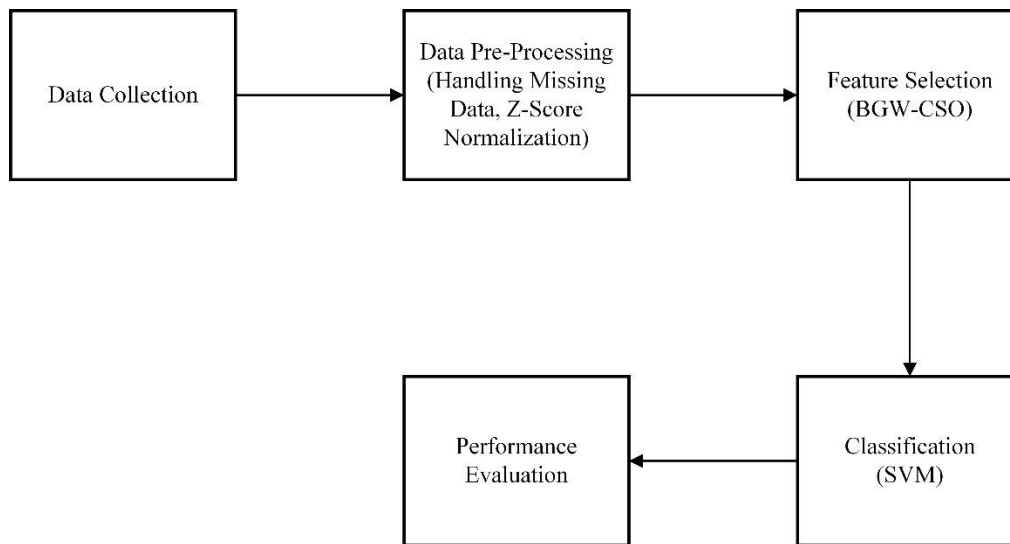 Data Collection
Data Pre-Processing
(Handling Missing
Data, Z-Score
Normalization)
Feature Selection
(BGW-CSO)
Performance
Evaluation
Classification
(SVM)